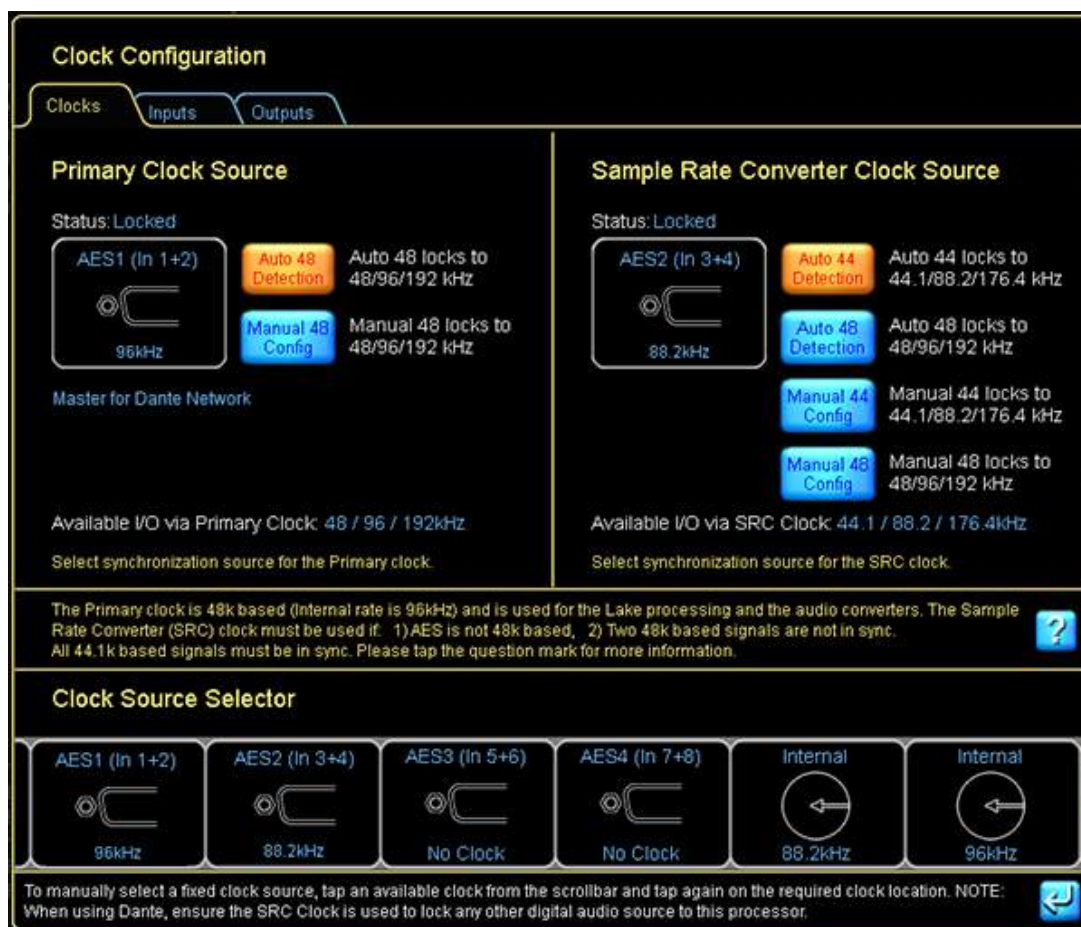 Clock Configuration
Clocks
Inputs
Outputs
Primary Clock Source
Status: Locked
AES1 (In 1+2)
96kHz
Auto 48
Detection
Auto 48 locks to
48/96/192 kHz
Manual 48
Config
Manual 48 locks to
48/96/192 kHz
Master for Dante Network
Available I/O via Primary Clock: 48 / 96 / 192kHz
Select synchronization source for the Primary clock.
Sample Rate Converter Clock Source
Status: Locked
AES2 (In 3+4)
88.2kHz
Auto 44
Detection
Auto 44 locks to
44.1/88.2/176.4 kHz
Auto 48
Detection
Auto 48 locks to
48/96/192 kHz
Manual 44
Config
Manual 44 locks to
44.1/88.2/176.4 kHz
Manual 48
Config
Manual 48 locks to
48/96/192 kHz
Available I/O via SRC Clock: 44.1 / 88.2 / 176.4kHz
Select synchronization source for the SRC clock.
The Primary clock is 48k based (Internal rate is 96kHz) and is used for the Lake processing and the audio converters. The Sample
Rate Converter (SRC) clock must be used if: 1) AES is not 48k based, 2) Two 48k based signals are not in sync.
All 44.1k based signals must be in sync. Please tap the question mark for more information.
?
Clock Source Selector
AES1 (In 1+2)
96kHz
AES2 (In 3+4)
88.2kHz
AES3 (In 5+6)
No Clock
AES4 (In 7+8)
No Clock
Internal
88.2kHz
Internal
96kHz
To manually select a fixed clock source, tap an available clock from the scrollbar and tap again on the required clock location. NOTE:
When using Dante, ensure the SRC Clock is used to lock any other digital audio source to this processor.